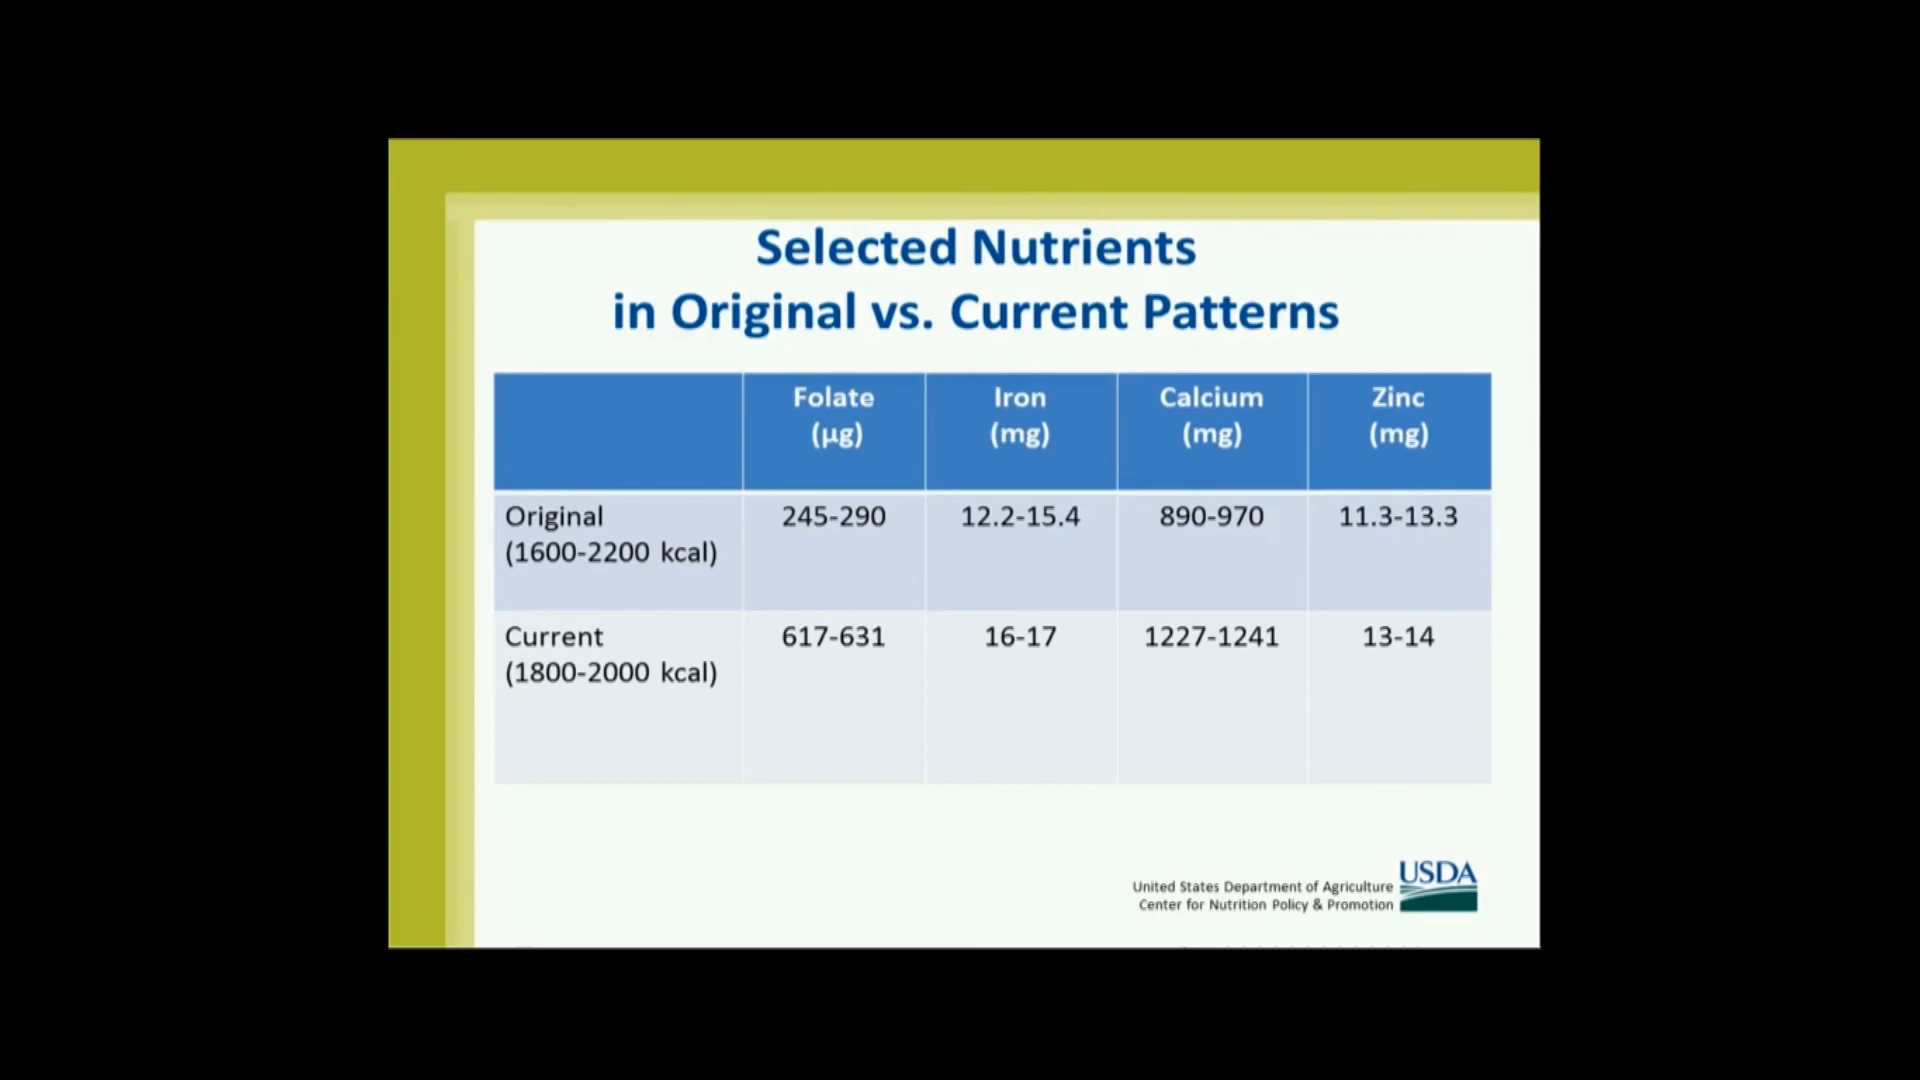 Selected Nutrients
in Original vs. Current Patterns
Folate
(µg)
Iron
(mg)
Calcium
(mg)
Zinc
(mg)
Original
(1600-2200 kcal)
245-290
12.2-15.4
890-970
11.3-13.3
Current
(1800-2000 kcal)
617-631
16-17
1227-1241
13-14
United States Department of Agriculture
Center for Nutrition Policy & Promotion
USDA